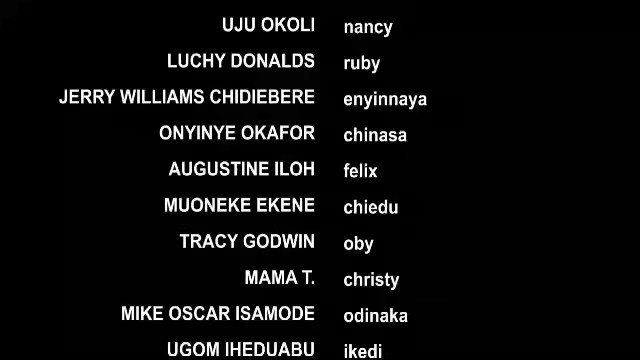 UJU OKOLI nancy
LUCHY DONALDS ruby
JERRY WILLIAMS CHIDIEBERE enyinnaya
ONYINYE OKAFOR chinasa
AUGUSTINE ILOH felix
MUONEKE EKENE chiedu
TRACY GODWIN oby
MAMA T. christy
MIKE OSCAR ISAMODE odinaka
UGOM IHEDUABU ikedi